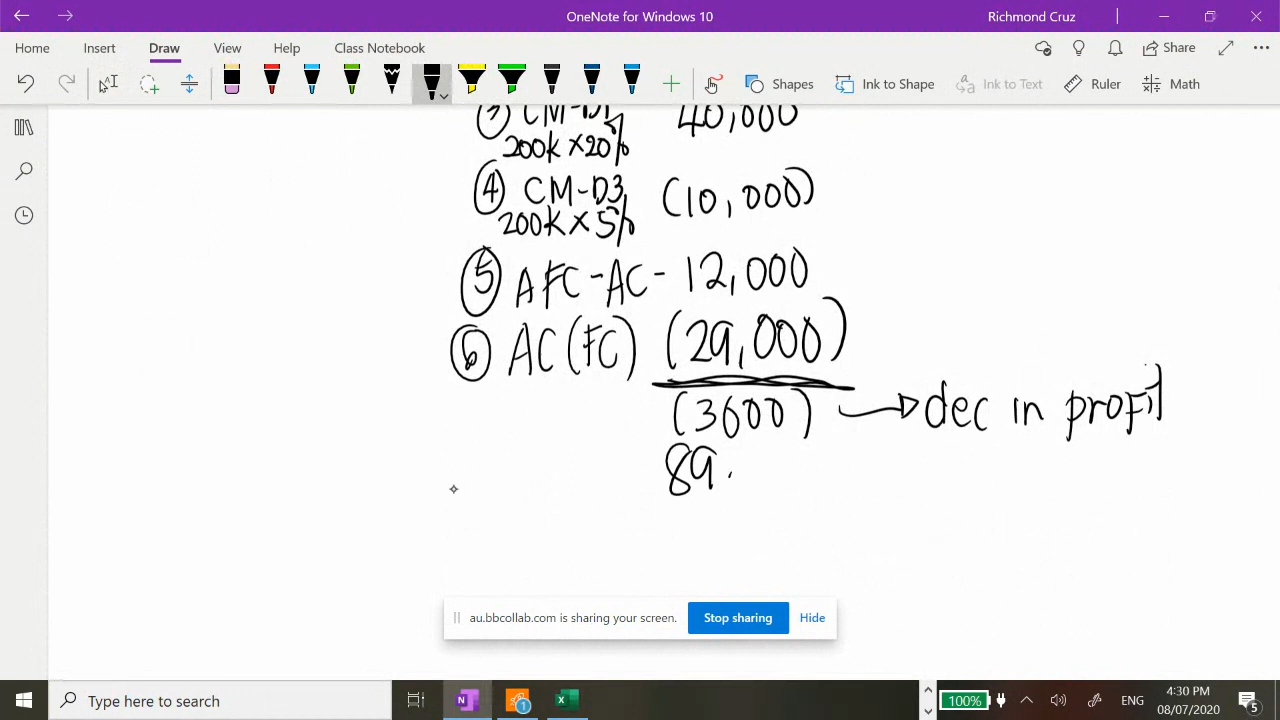 OneNote for Windows 10
Richmond Cruz
Home Insert Draw View Help Class Notebook
Share
Shapes Ink to Shape Ink to Text Ruler Math
40,000
200K X 20%
④ CM-D3 (10,000)
200K X 5%
⑤ AFC - AC - 12,000
⑥ AC (FC) (29,000)
(3600) → dec in profit
89.
au.bbcollab.com is sharing your screen. Stop sharing Hide
Type here to search
N
1
100%
ENG
4:30 PM
08/07/2020
5